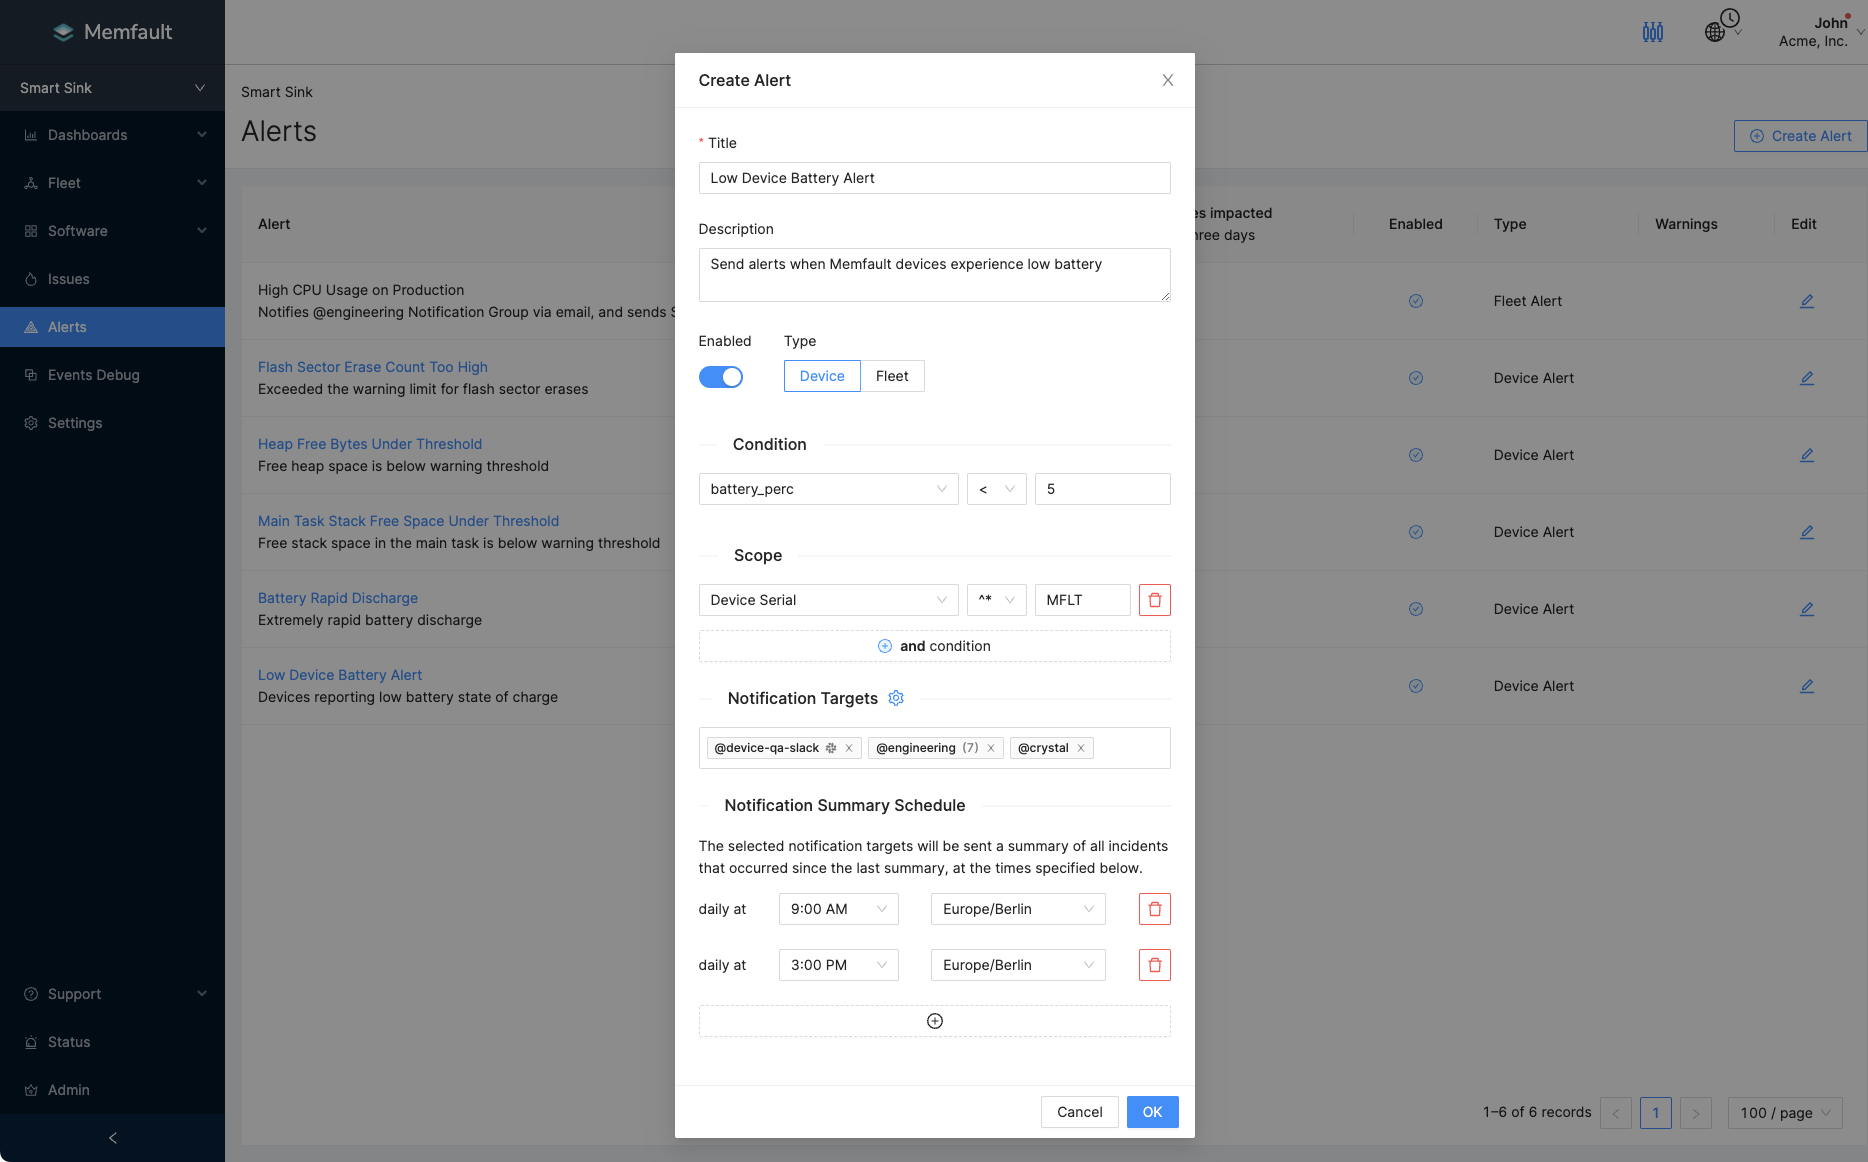 Memfault
John
Acme, Inc.
Smart Sink
Dashboards
Fleet
Software
Issues
Alerts
Events Debug
Settings
Support
Status
Admin
Smart Sink
Alerts
Create Alert
Alert
es impacted
hree days
Enabled
Type
Warnings
Edit
High CPU Usage on Production
Notifies @engineering Notification Group via email, and sends S
Fleet Alert
Flash Sector Erase Count Too High
Exceeded the warning limit for flash sector erases
Device Alert
Heap Free Bytes Under Threshold
Free heap space is below warning threshold
Device Alert
Main Task Stack Free Space Under Threshold
Free stack space in the main task is below warning threshold
Device Alert
Battery Rapid Discharge
Extremely rapid battery discharge
Device Alert
Low Device Battery Alert
Devices reporting low battery state of charge
Device Alert
1–6 of 6 records
1
100 / page
Create Alert
* Title
Low Device Battery Alert
Description
Send alerts when Memfault devices experience low battery
Enabled
Type
Device
Fleet
Condition
battery_perc
<
5
Scope
Device Serial
^*
MFLT
and condition
Notification Targets
@device-qa-slack
@engineering (7)
@crystal
Notification Summary Schedule
The selected notification targets will be sent a summary of all incidents
that occurred since the last summary, at the times specified below.
daily at
9:00 AM
Europe/Berlin
daily at
3:00 PM
Europe/Berlin
Cancel
OK